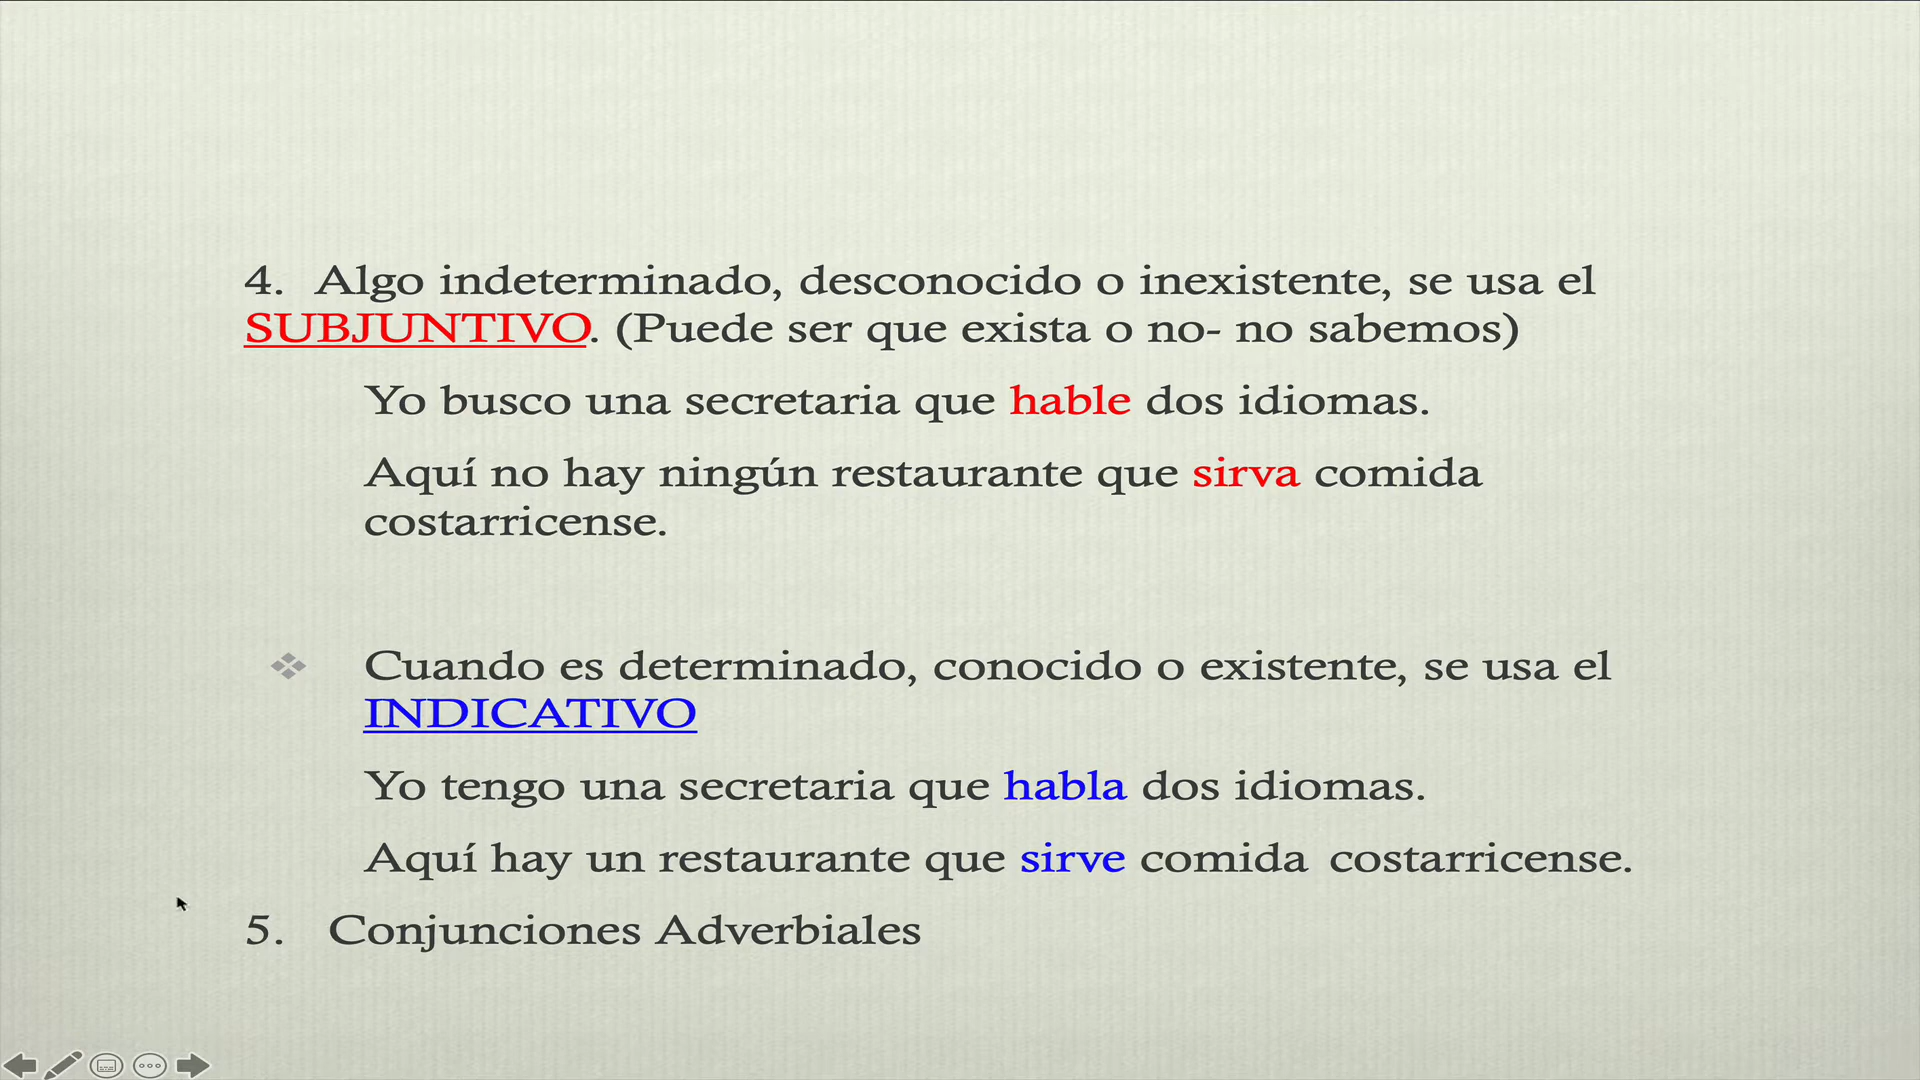 4. Algo indeterminado, desconocido o inexistente, se usa el
SUBJUNTIVO. (Puede ser que exista o no- no sabemos)
Yo busco una secretaria que hable dos idiomas.
Aquí no hay ningún restaurante que sirva comida
costarricense.
Cuando es determinado, conocido o existente, se usa el
INDICATIVO
Yo tengo una secretaria que habla dos idiomas.
Aquí hay un restaurante que sirve comida costarricense.
5. Conjunciones Adverbiales